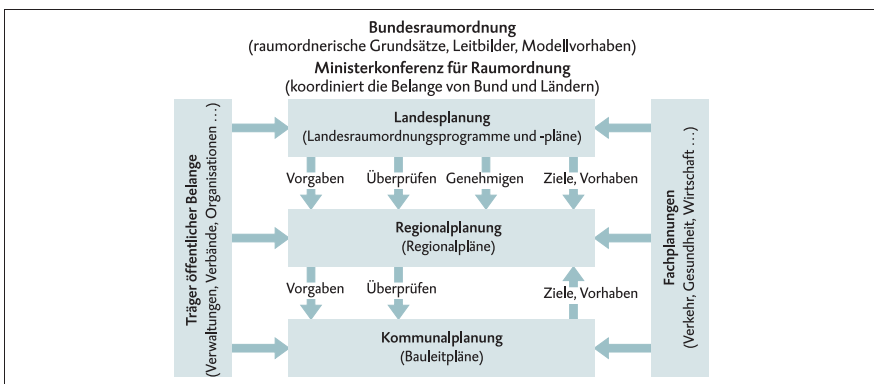 Bundesraumordnung
(raumordnerische Grundsätze, Leitbilder, Modellvorhaben)
Ministerkonferenz für Raumordnung
(koordiniert die Belange von Bund und Ländern)
Träger öffentlicher Belange
(Verwaltungen, Verbände, Organisationen …)
Landesplanung
(Landesraumordnungsprogramme und -pläne)
Vorgaben Überprüfen Genehmigen Ziele, Vorhaben
Regionalplanung
(Regionalpläne)
Vorgaben Überprüfen Ziele, Vorhaben
Kommunalplanung
(Bauleitpläne)
Fachplanungen
(Verkehr, Gesundheit, Wirtschaft …)